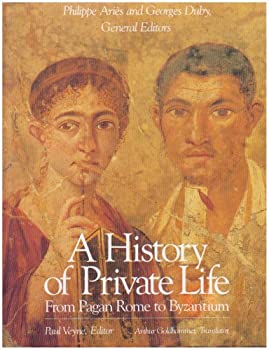 Philippe Ariès and Georges Duby,
General Editors
A History
of Private Life
From Pagan Rome to Byzantium
Paul Veyne, Editor Arthur Goldhammer, Translator